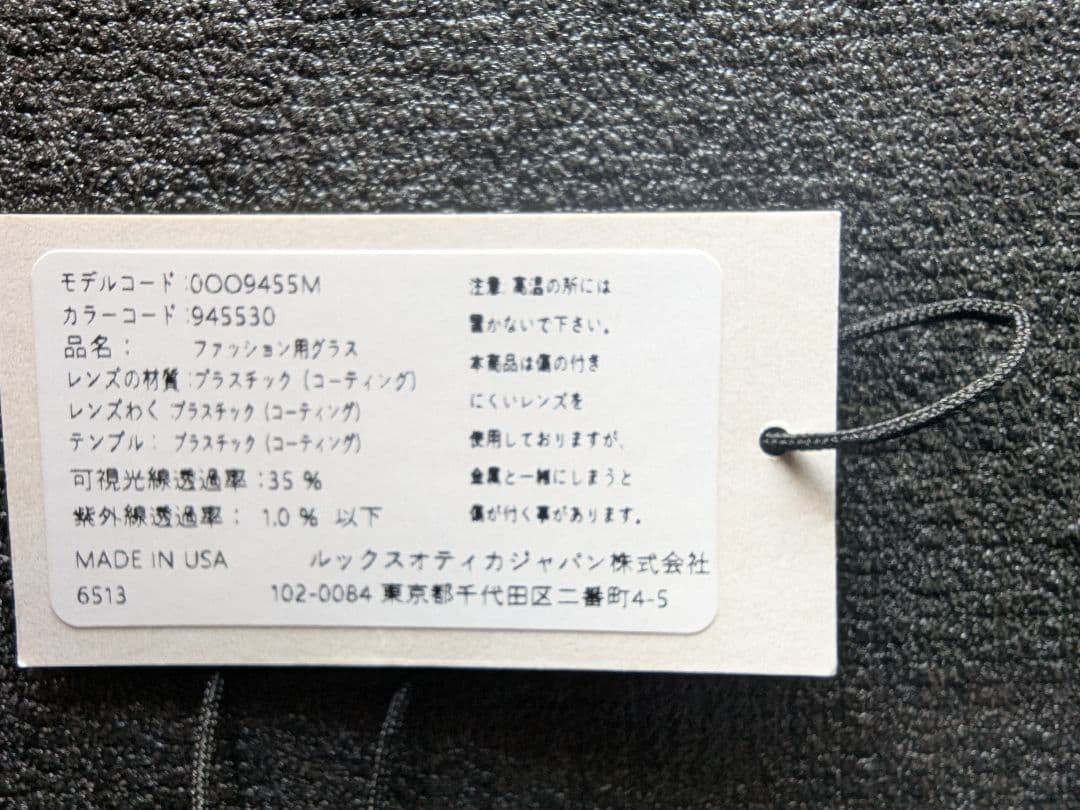 モデルコード :0OO9455M
カラーコード :945530
品名： ファッション用グラス
レンズの材質 :プラスチック (コーティング)
レンズわく :プラスチック (コーティング)
テンプル： プラスチック (コーティング)
可視光線透過率 :35 %
紫外線透過率： 1.0 % 以下
MADE IN USA
6513
注意: 高温の所には
置かないで下さい。
本商品は傷の付き
にくいレンズを
使用しておりますが、
金属と一緒にしまうと
傷が付く事があります。
ルックスオティカジャパン株式会社
102-0084 東京都千代田区二番町4-5